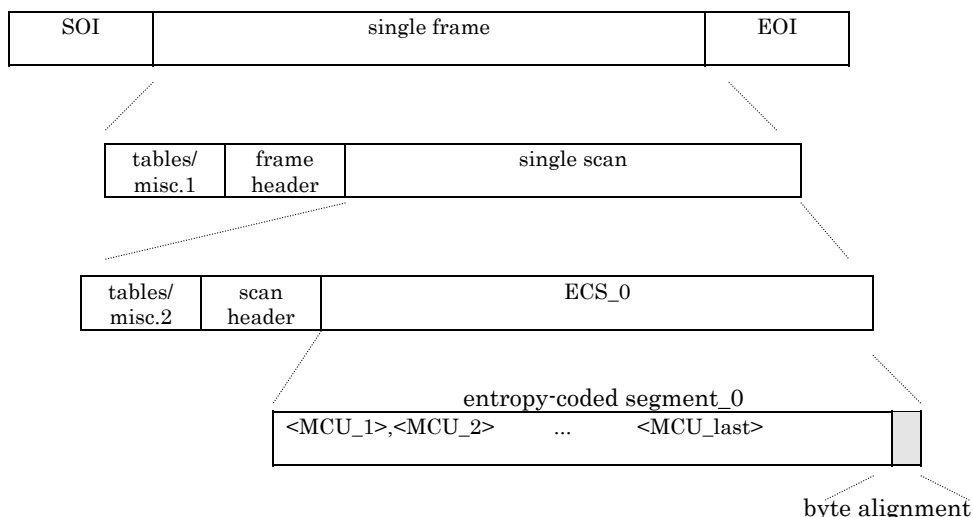 SOI single frame EOI
tables/ frame single scan
misc.1 header
tables/ scan ECS_0
misc.2 header
entropy-coded segment_0
<MCU_1>,<MCU_2> ... <MCU_last>
byte alignment